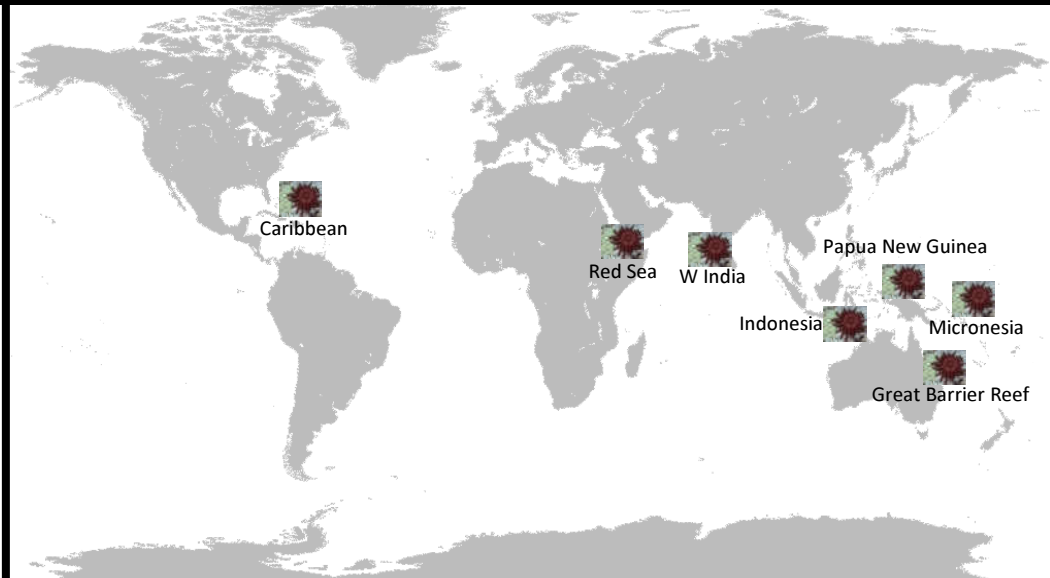 Caribbean
Red Sea
W India
Papua New Guinea
Indonesia
Micronesia
Great Barrier Reef